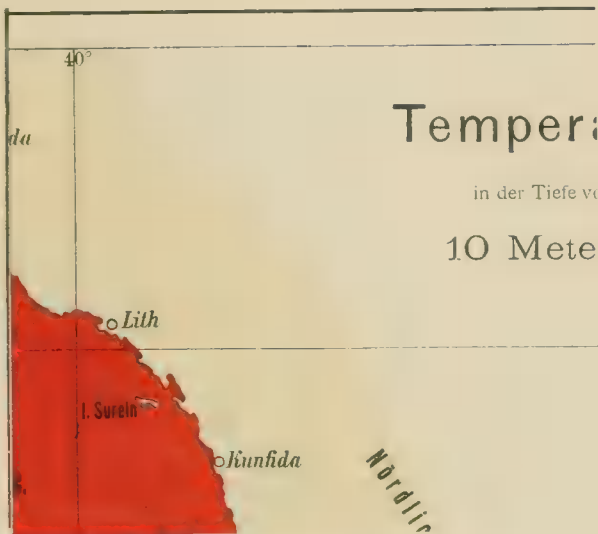 40°
da
Tempera
in der Tiefe vo
10 Mete
Lith
I. Surein
Kunfida
Nördlic